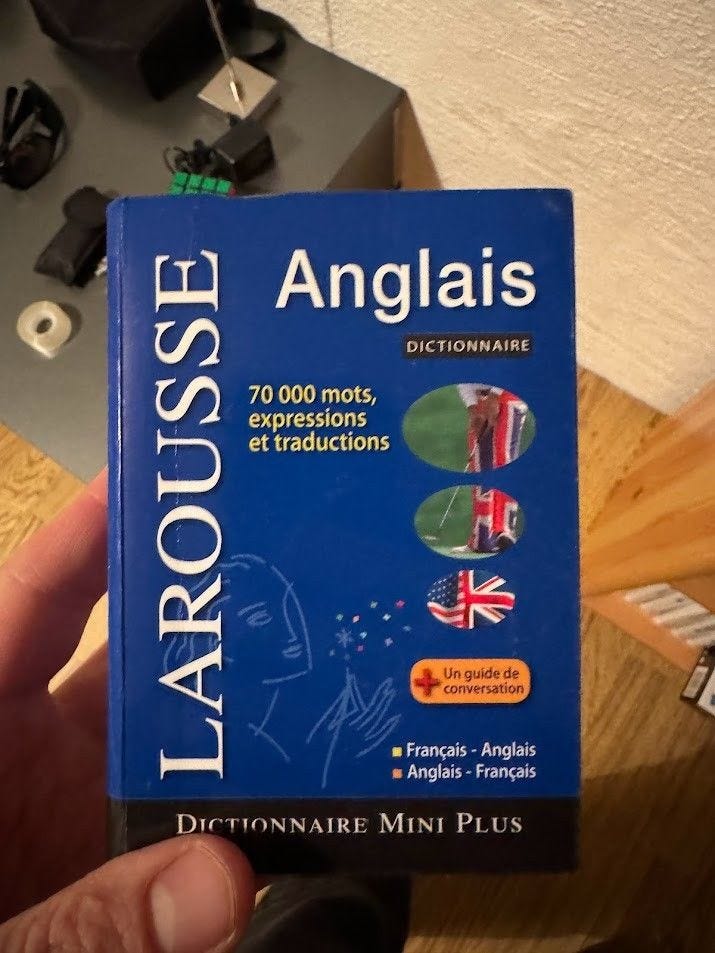 LAROUSSE
Anglais
DICTIONNAIRE
70 000 mots,
expressions
et traductions
+ Un guide de
conversation
Français - Anglais
Anglais - Français
DICTIONNAIRE MINI PLUS